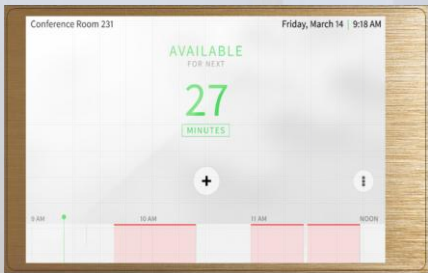 Conference Room 231
Friday, March 14 | 9:18 AM
AVAILABLE
FOR NEXT
27
MINUTES
+
9 AM
10 AM
11 AM
NOON